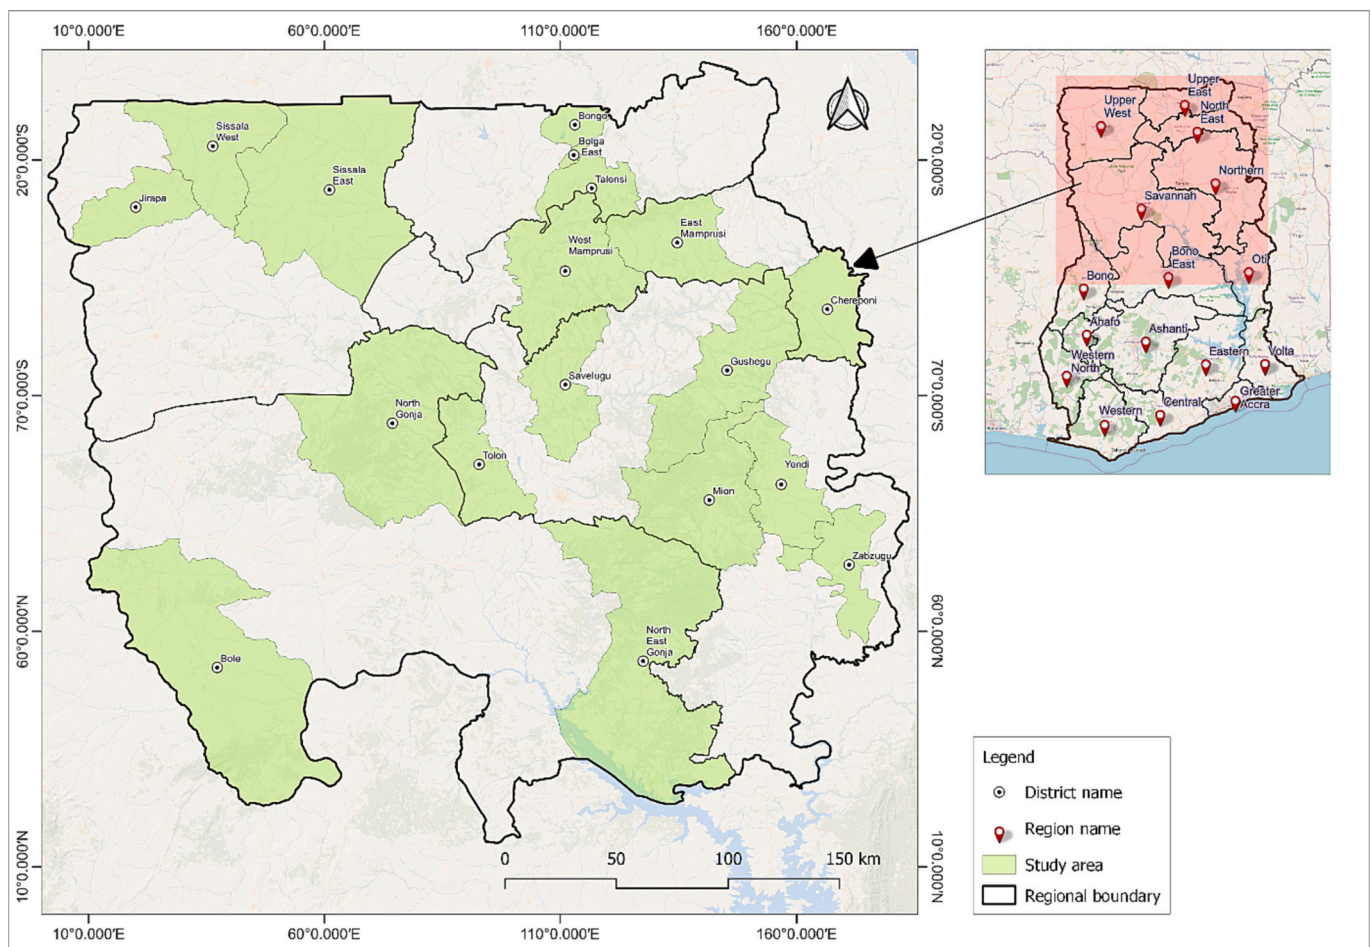 10°0.000'E
60°0.000'E
110°0.000'E
160°0.000'E
20°0.000'S
70°0.000'S
60°0.000'N
10°0.000'N
Sissala
West
Sissala
East
Jirapa
Bongo
Bolga
East
Talensi
East
Mamprusi
West
Mamprusi
Chereponi
Gushegu
Savelugu
North
Gonja
Tolon
Yendi
Mion
Zabzugu
North
East
Gonja
Bole
20°0.000'S
70°0.000'S
60°0.000'N
10°0.000'N
0
50
100
150 km
10°0.000'E
60°0.000'E
110°0.000'E
160°0.000'E
Upper
East
Upper
West
North
East
Northern
Savannah
Bono
East
Oti
Bono
Ahafo
Ashanti
Western
North
Eastern
Volta
Greater
Accra
Central
Western
Legend
District name
Region name
Study area
Regional boundary